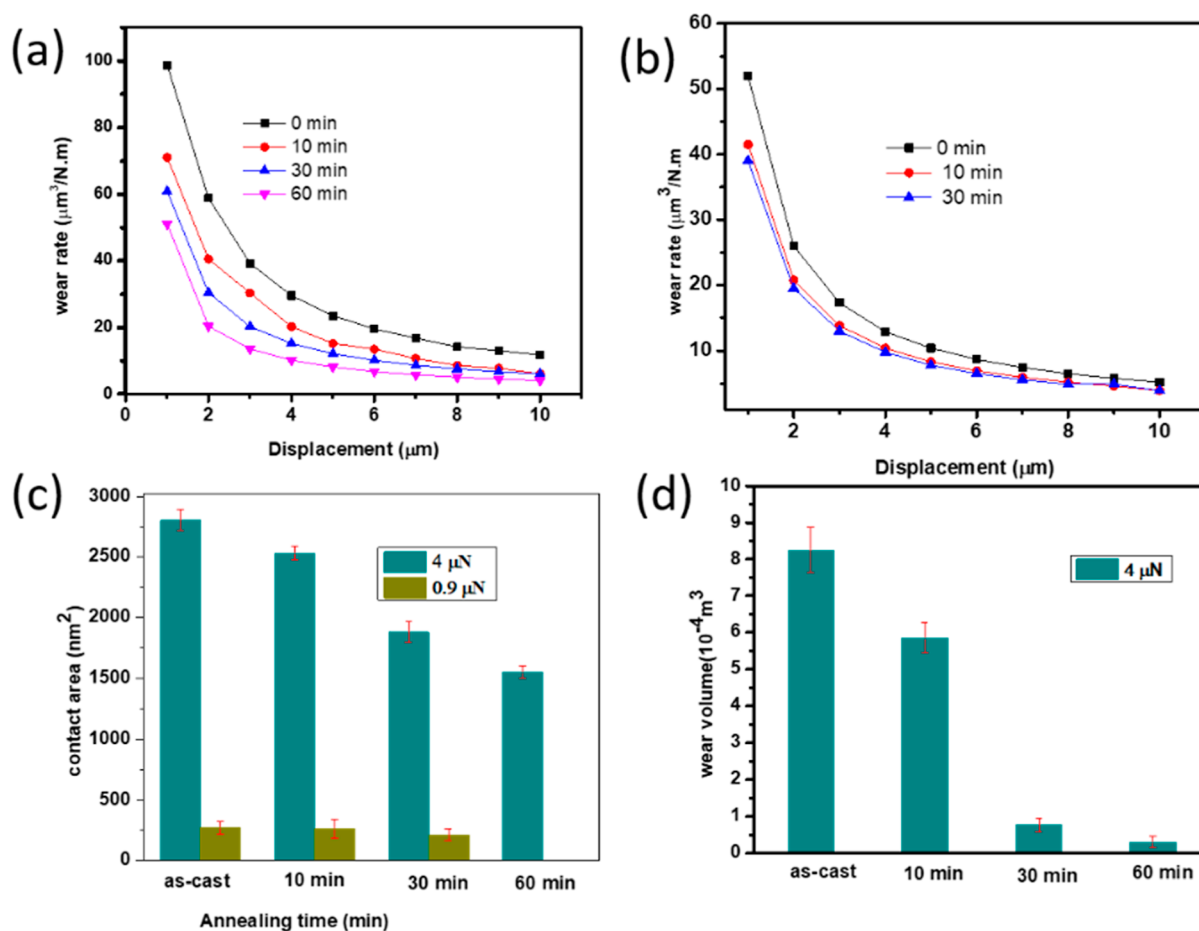 (a)
100
80
60
40
20
0
wear rate (μm³/N.m)
0 min
10 min
30 min
60 min
0 2 4 6 8 10
Displacement (μm)
(b)
60
50
40
30
20
10
wear rate (μm³/N.m)
0 min
10 min
30 min
2 4 6 8 10
Displacement (μm)
(c)
3000
2500
2000
1500
1000
500
0
contact area (nm²)
4 μN
0.9 μN
as-cast 10 min 30 min 60 min
Annealing time (min)
(d)
10
9
8
7
6
5
4
3
2
1
0
wear volume(10⁻⁴m³
4 μN
as-cast 10 min 30 min 60 min